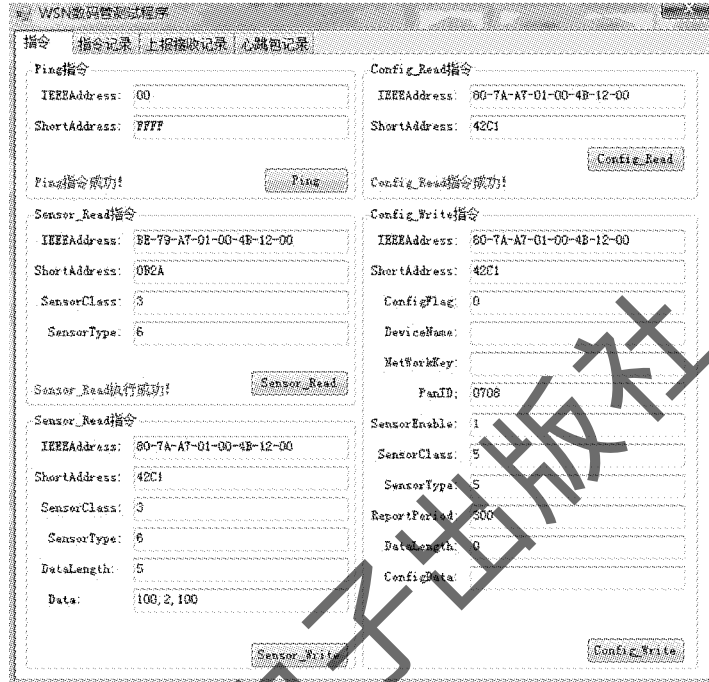 WSN数码管测试程序
指令 指令记录 上报接收记录 心跳包记录
Ping指令
IEEEAddress: 00
ShortAddress: FFFF
Ping指令成功!
Ping
Sensor_Read指令
IEEEAddress: BE-79-A7-01-00-4B-12-00
ShortAddress: 0B2A
SensorClass: 3
SensorType: 6
Sensor_Read执行成功!
Sensor_Read
Sensor_Read指令
IEEEAddress: 80-7A-A7-01-00-4B-12-00
ShortAddress: 42C1
SensorClass: 3
SensorType: 6
DataLength: 5
Data: 100,2,100
Sensor_Write
Config_Read指令
IEEEAddress: 80-7A-A7-01-00-4B-12-00
ShortAddress: 42C1
Config_Read
Config_Read指令成功!
Config_Write指令
IEEEAddress: 80-7A-A7-01-00-4B-12-00
ShortAddress: 42C1
ConfigFlag: 0
DeviceName:
NetWorkKey:
PanID: 0708
SensorEnable: 1
SensorClass: 5
SensorType: 5
ReportPeriod: 300
DataLength: 0
ConfigData:
Config_Write
子出版社